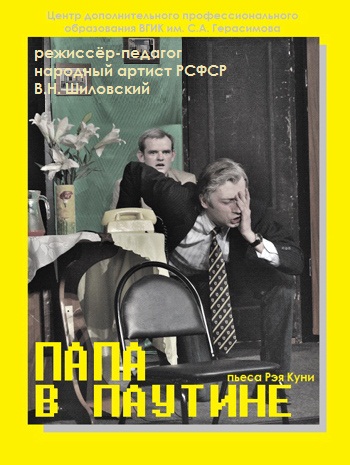 Центр дополнительного профессионального
образования ВГИК им. С.А. Герасимова
режиссёр-педагог
народный артист РСФСР
В.Н. Шиловский
ПАПА
пьеса Рэя Куни
В ПАУТИНЕ